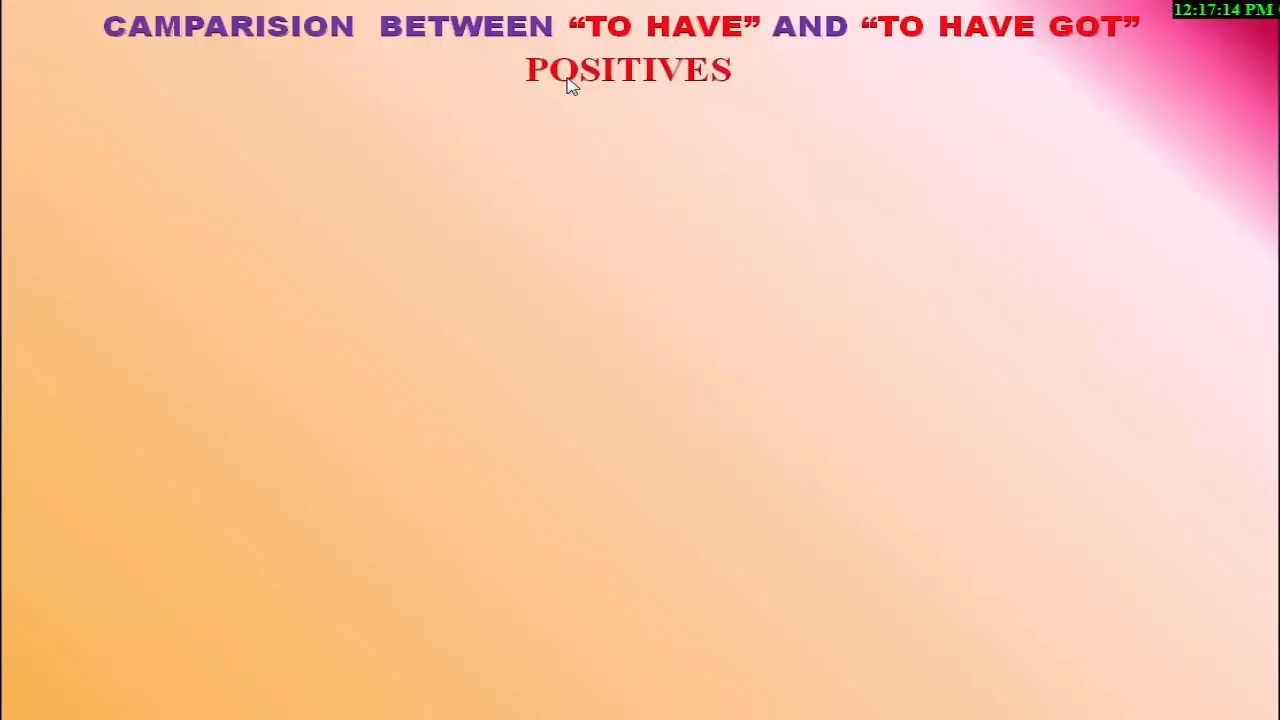 12:17:14 PM
CAMPARISION BETWEEN “TO HAVE” AND “TO HAVE GOT”
POSITIVES